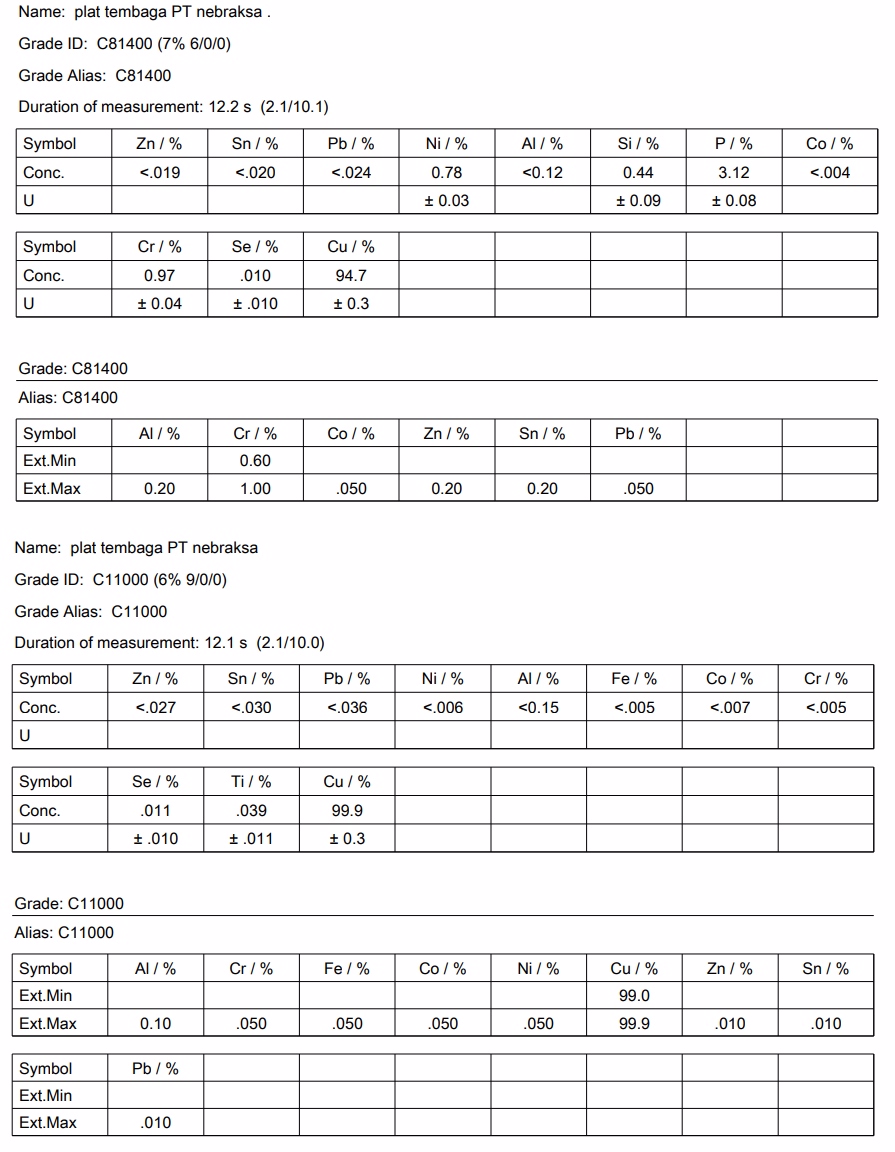 Name: plat tembaga PT nebraksa .
Grade ID: C81400 (7% 6/0/0)
Grade Alias: C81400
Duration of measurement: 12.2 s (2.1/10.1)
Symbol Zn / % Sn / % Pb / % Ni / % Al / % Si / % P / % Co / %
Conc. <.019 <.020 <.024 0.78 <0.12 0.44 3.12 <.004
U ± 0.03 ± 0.09 ± 0.08
Symbol Cr / % Se / % Cu / %
Conc. 0.97 .010 94.7
U ± 0.04 ± .010 ± 0.3
Grade: C81400
Alias: C81400
Symbol Al / % Cr / % Co / % Zn / % Sn / % Pb / %
Ext.Min 0.60
Ext.Max 0.20 1.00 .050 0.20 0.20 .050
Name: plat tembaga PT nebraksa
Grade ID: C11000 (6% 9/0/0)
Grade Alias: C11000
Duration of measurement: 12.1 s (2.1/10.0)
Symbol Zn / % Sn / % Pb / % Ni / % Al / % Fe / % Co / % Cr / %
Conc. <.027 <.030 <.036 <.006 <0.15 <.005 <.007 <.005
U
Symbol Se / % Ti / % Cu / %
Conc. .011 .039 99.9
U ± .010 ± .011 ± 0.3
Grade: C11000
Alias: C11000
Symbol Al / % Cr / % Fe / % Co / % Ni / % Cu / % Zn / % Sn / %
Ext.Min 99.0
Ext.Max 0.10 .050 .050 .050 .050 99.9 .010 .010
Symbol Pb / %
Ext.Min
Ext.Max .010